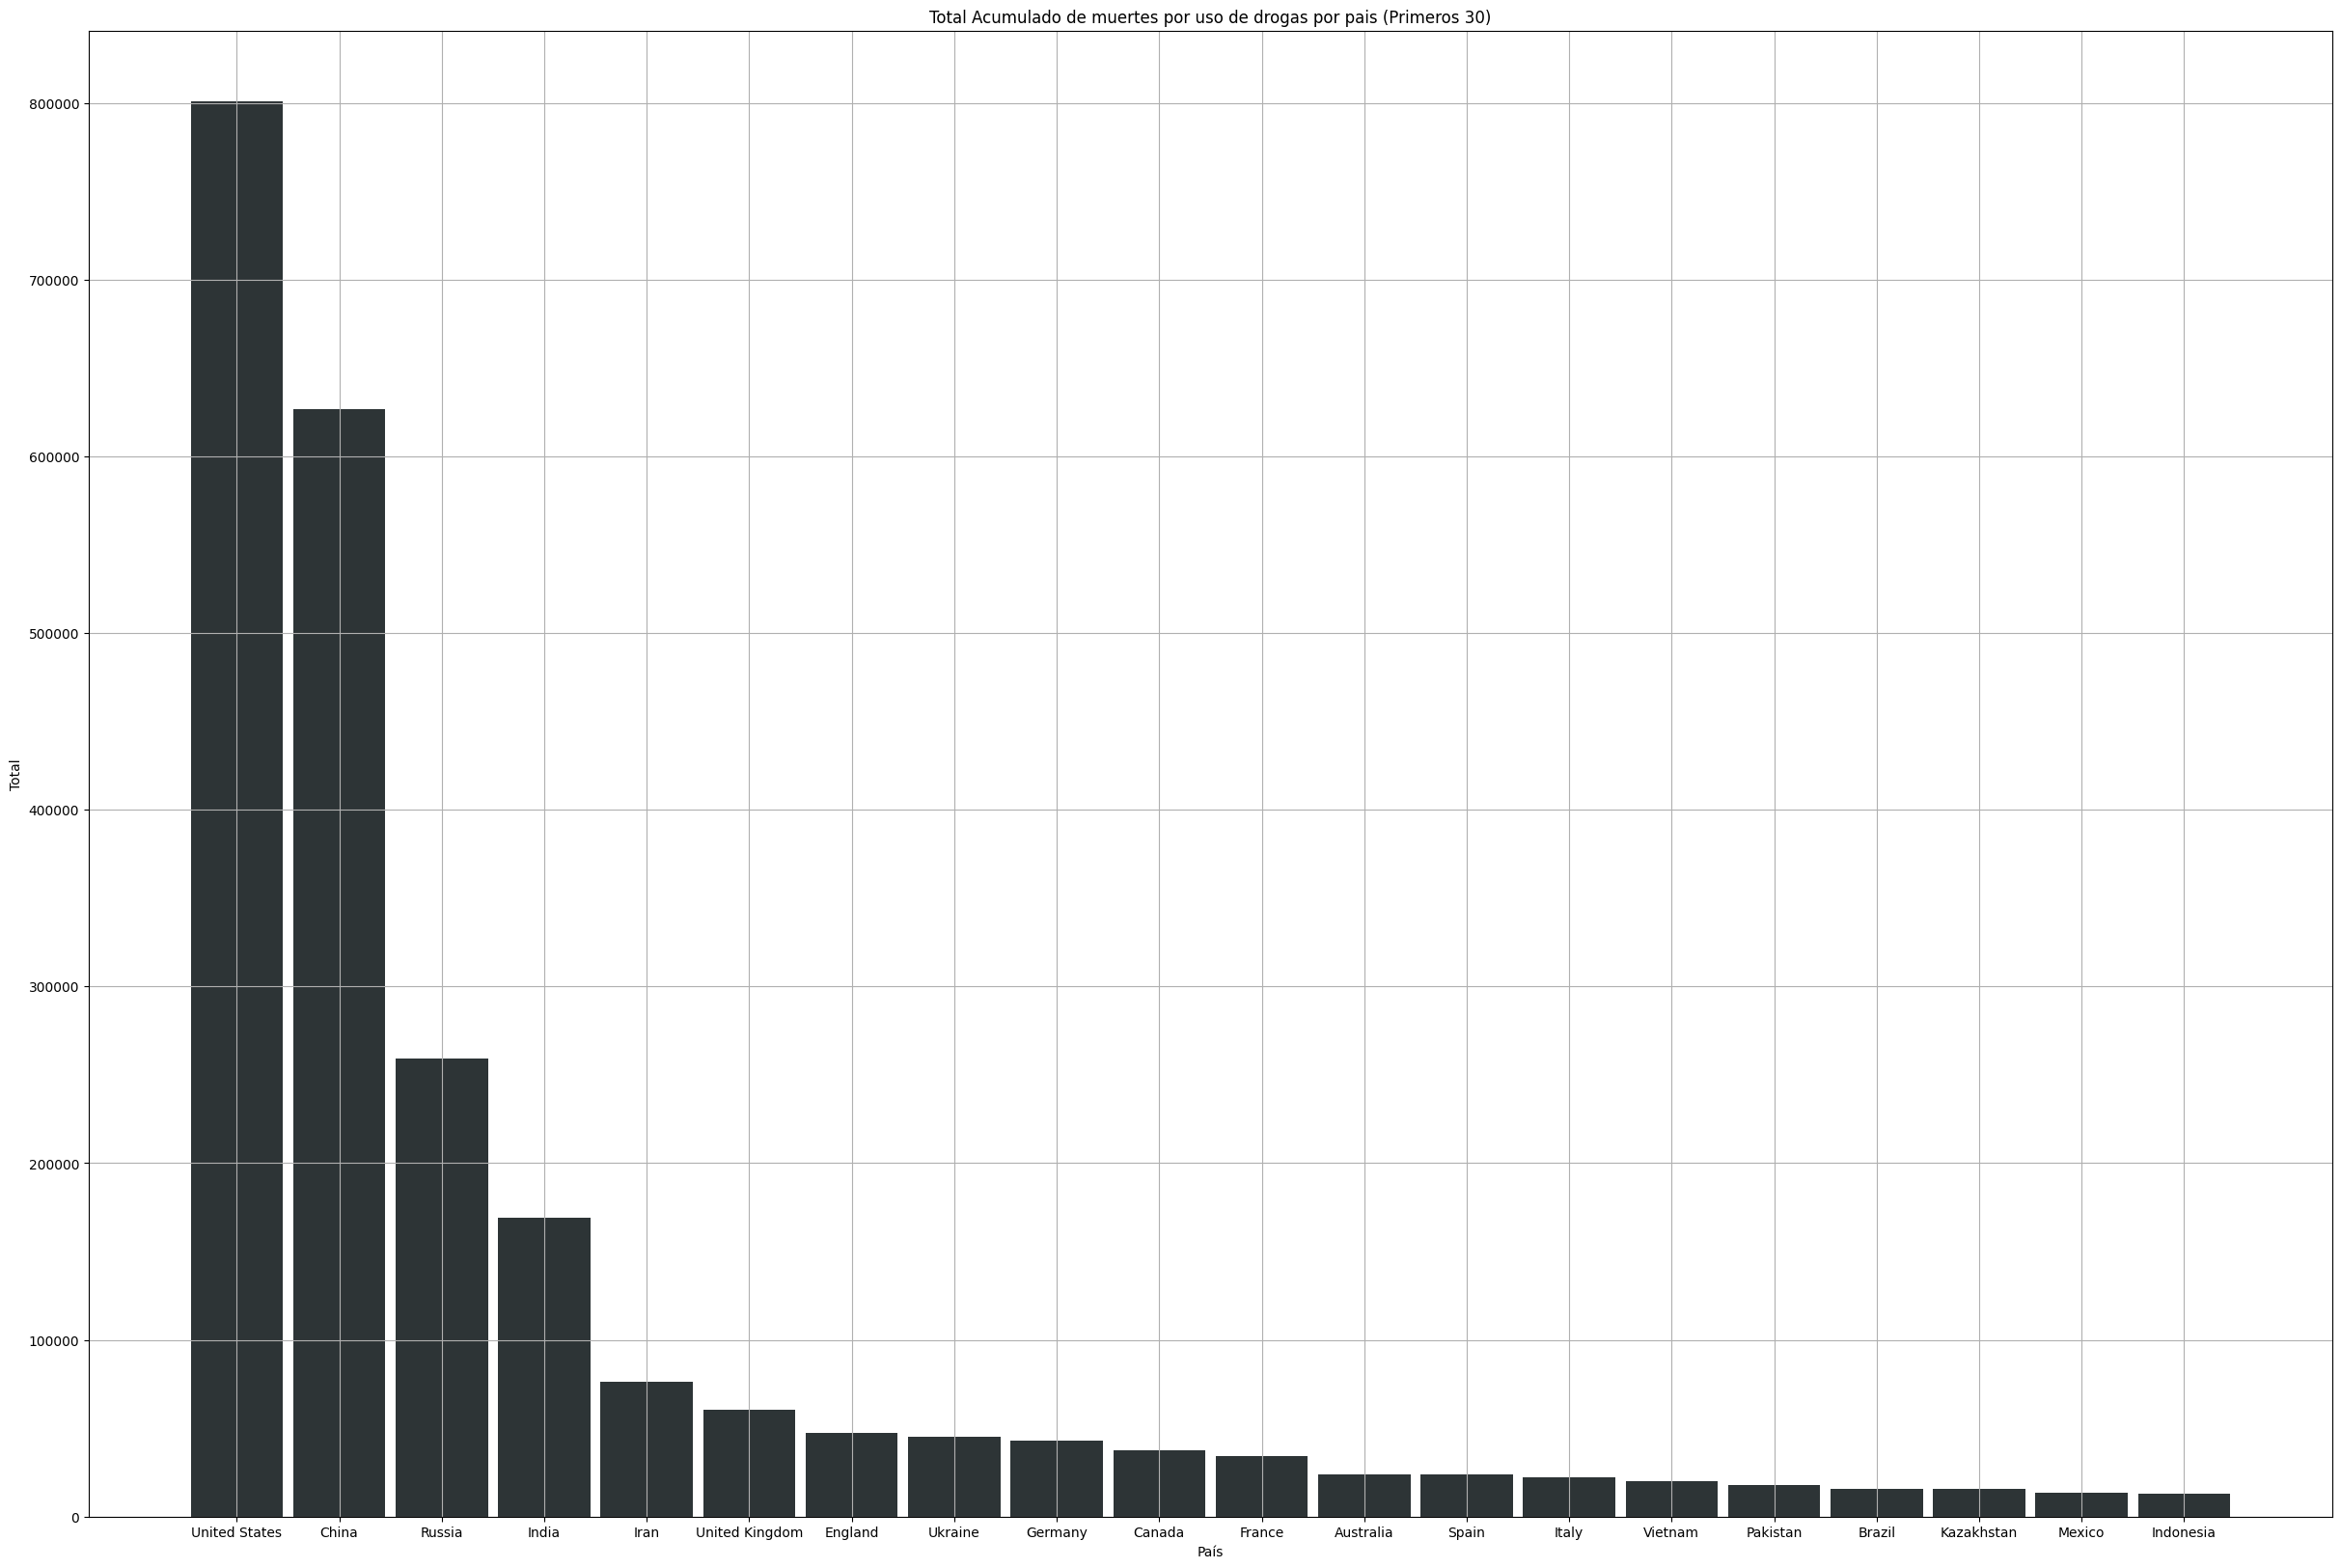 Total Acumulado de muertes por uso de drogas por pais (Primeros 30)
800000
700000
600000
500000
400000
300000
200000
100000
0
Total
United States China Russia India Iran United Kingdom England Ukraine Germany Canada France Australia Spain Italy Vietnam Pakistan Brazil Kazakhstan Mexico Indonesia
País